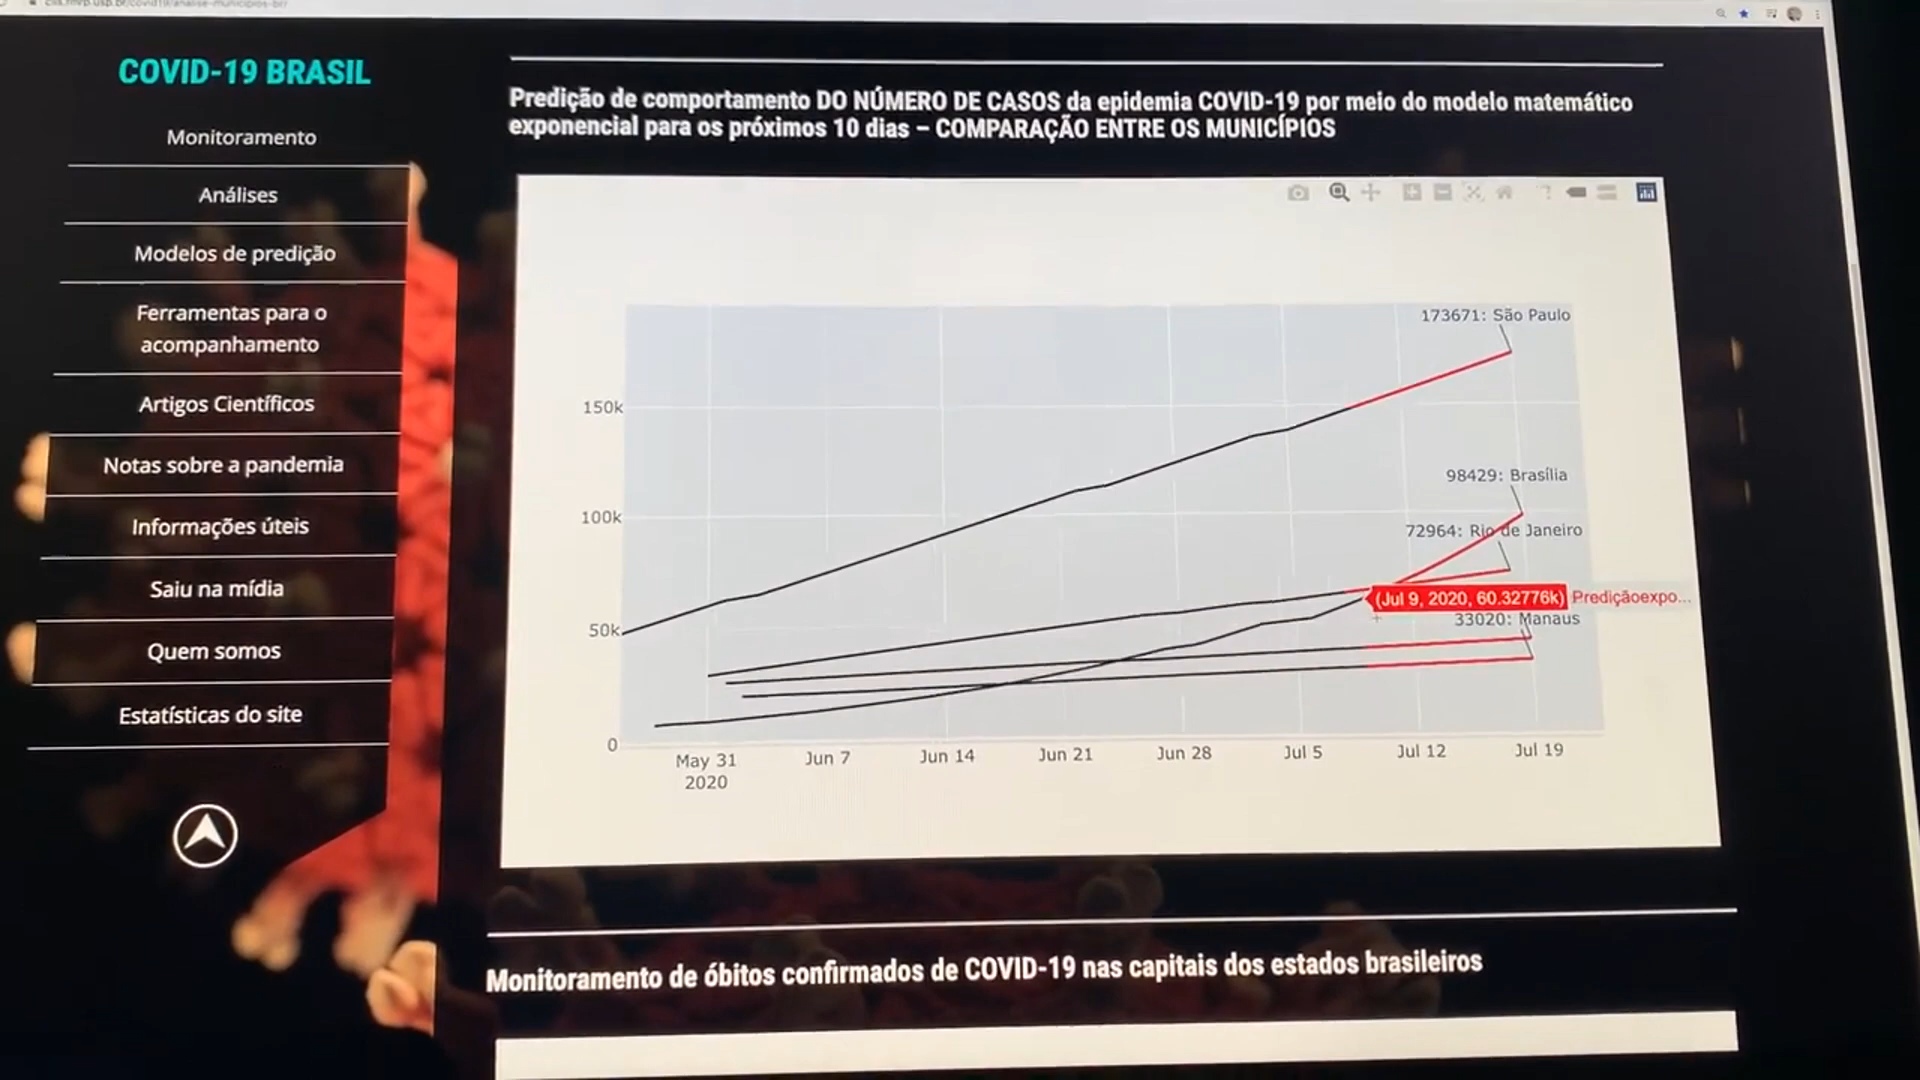 COVID-19 BRASIL
Monitoramento
Análises
Modelos de predição
Ferramentas para o
acompanhamento
Artigos Científicos
Notas sobre a pandemia
Informações úteis
Saiu na mídia
Quem somos
Estatísticas do site
Predição de comportamento DO NÚMERO DE CASOS da epidemia COVID-19 por meio do modelo matemático
exponencial para os próximos 10 dias – COMPARAÇÃO ENTRE OS MUNICÍPIOS
173671: São Paulo
150k
98429: Brasília
100k
72964: Rio de Janeiro
(Jul 9, 2020, 60.32776k) Prediçãoexpo...
50k
33020: Manaus
0
May 31 Jun 7 Jun 14 Jun 21 Jun 28 Jul 5 Jul 12 Jul 19
2020
Monitoramento de óbitos confirmados de COVID-19 nas capitais dos estados brasileiros